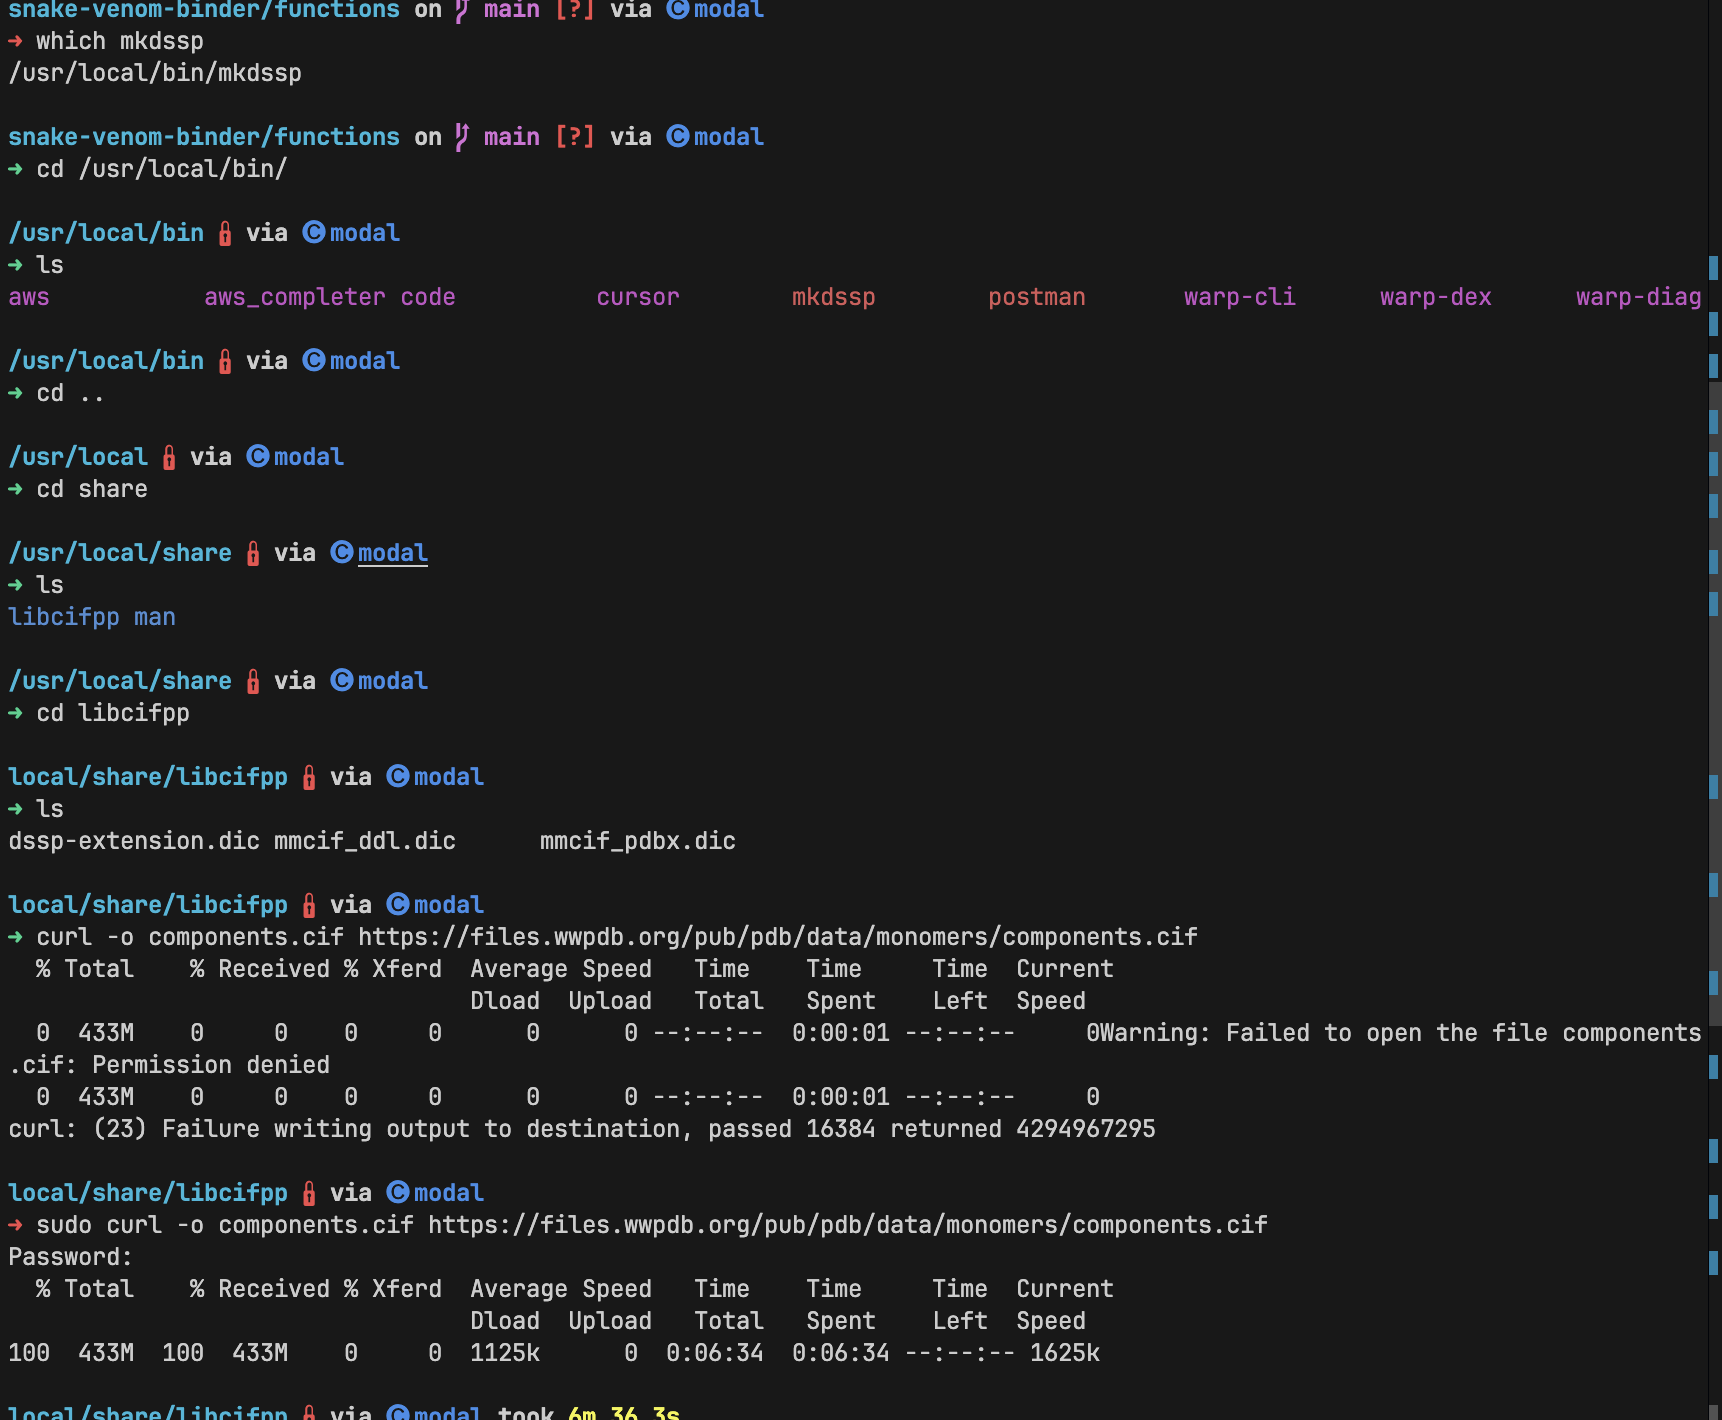 snake-venom-binder/functions on main [?] via Ⓒ modal
➜ which mkdssp
/usr/local/bin/mkdssp
snake-venom-binder/functions on main [?] via Ⓒ modal
➜ cd /usr/local/bin/
/usr/local/bin via Ⓒ modal
➜ ls
aws aws_completer code cursor mkdssp postman warp-cli warp-dex warp-diag
/usr/local/bin via Ⓒ modal
➜ cd ..
/usr/local via Ⓒ modal
➜ cd share
/usr/local/share via Ⓒ modal
➜ ls
libcifpp man
/usr/local/share via Ⓒ modal
➜ cd libcifpp
local/share/libcifpp via Ⓒ modal
➜ ls
dssp-extension.dic mmcif_ddl.dic mmcif_pdbx.dic
local/share/libcifpp via Ⓒ modal
➜ curl -o components.cif https://files.wwpdb.org/pub/pdb/data/monomers/components.cif
% Total % Received % Xferd Average Speed Time Time Time Current
Dload Upload Total Spent Left Speed
0 433M 0 0 0 0 0 0 --:--:-- 0:00:01 --:--:-- 0Warning: Failed to open the file components
.cif: Permission denied
0 433M 0 0 0 0 0 0 --:--:-- 0:00:01 --:--:-- 0
curl: (23) Failure writing output to destination, passed 16384 returned 4294967295
local/share/libcifpp via Ⓒ modal
➜ sudo curl -o components.cif https://files.wwpdb.org/pub/pdb/data/monomers/components.cif
Password:
% Total % Received % Xferd Average Speed Time Time Time Current
Dload Upload Total Spent Left Speed
100 433M 100 433M 0 0 1125k 0 0:06:34 0:06:34 --:--:-- 1625k
local/share/libcifpp via Ⓒ modal took 6m 36.3s